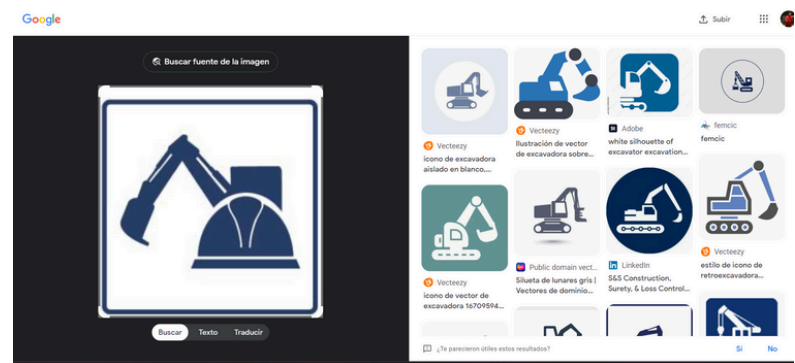 Google
Subir
Buscar fuente de la imagen
Buscar
Texto
Traducir
Vecteezy
icono de excavadora
aislado en blanco,...
Vecteezy
Ilustración de vector
de excavadora sobre...
Adobe
white silhouette of
excavator excavation...
femcic
femcic
Vecteezy
icono de vector de
excavadora 16709594...
Public domain vect...
Silueta de lunares gris |
Vectores de dominio...
LinkedIn
S&S Construction,
Surety, & Loss Control...
Vecteezy
estilo de icono de
retroexcavadora...
¿Te parecieron útiles estos resultados?
Sí
No